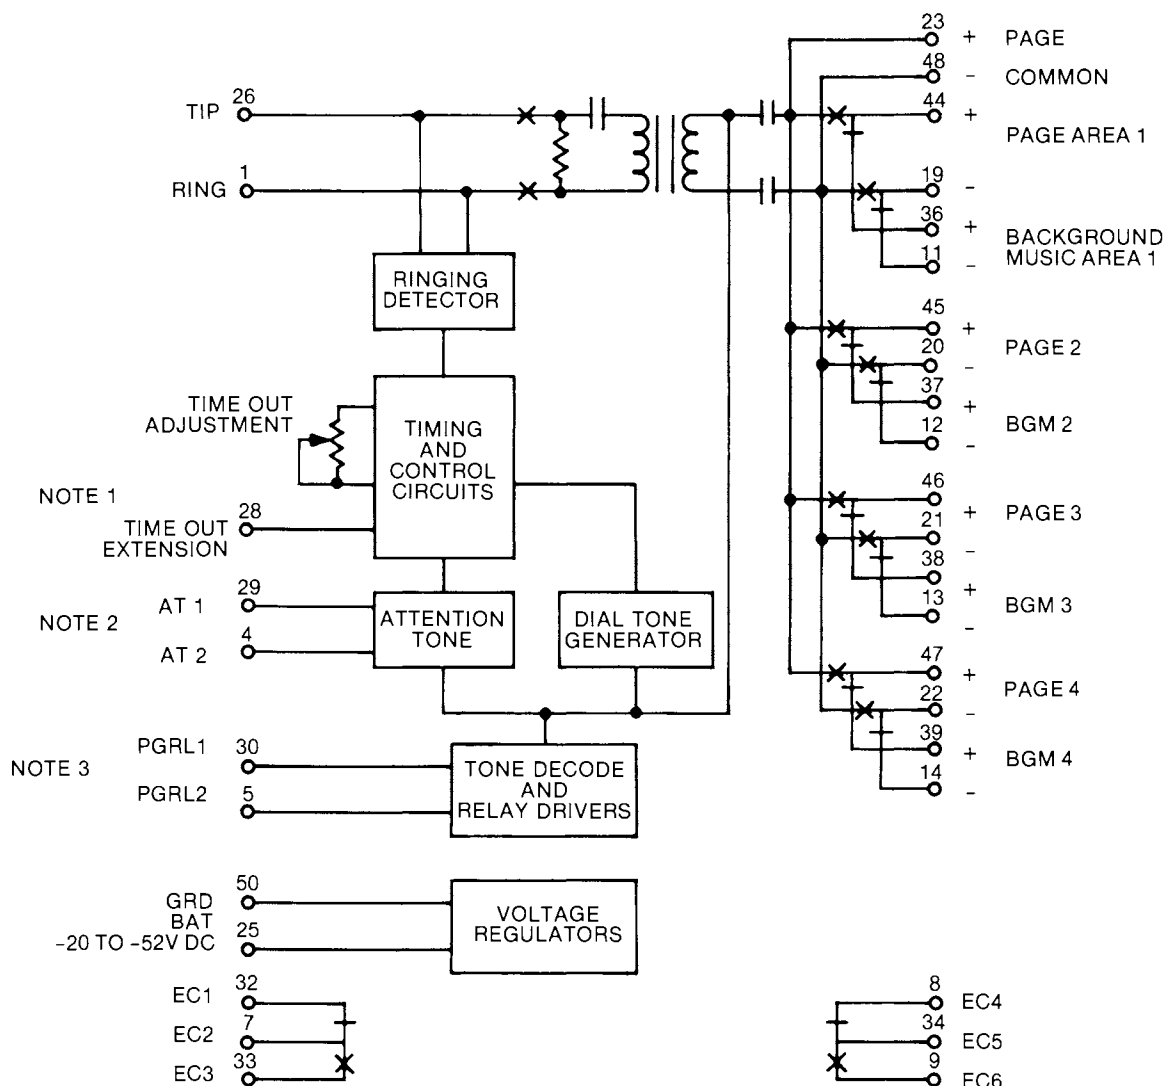 23
+ PAGE
48
- COMMON
TIP 26
44
+
PAGE AREA 1
RING 1
19
-
36
+
BACKGROUND
MUSIC AREA 1
11
-
RINGING
DETECTOR
45
+
PAGE 2
20
-
37
+
BGM 2
12
-
TIME OUT
ADJUSTMENT
TIMING
AND
CONTROL
CIRCUITS
NOTE 1
28
TIME OUT
EXTENSION
46
+
PAGE 3
21
-
38
+
BGM 3
13
-
NOTE 2
AT 1 29
AT 2 4
ATTENTION
TONE
DIAL TONE
GENERATOR
47
+
PAGE 4
22
-
39
+
BGM 4
14
-
NOTE 3
PGRL1 30
PGRL2 5
TONE DECODE
AND
RELAY DRIVERS
GRD 50
BAT
-20 TO -52V DC 25
VOLTAGE
REGULATORS
EC1 32
EC2 7
EC3 33
8 EC4
34 EC5
9 EC6